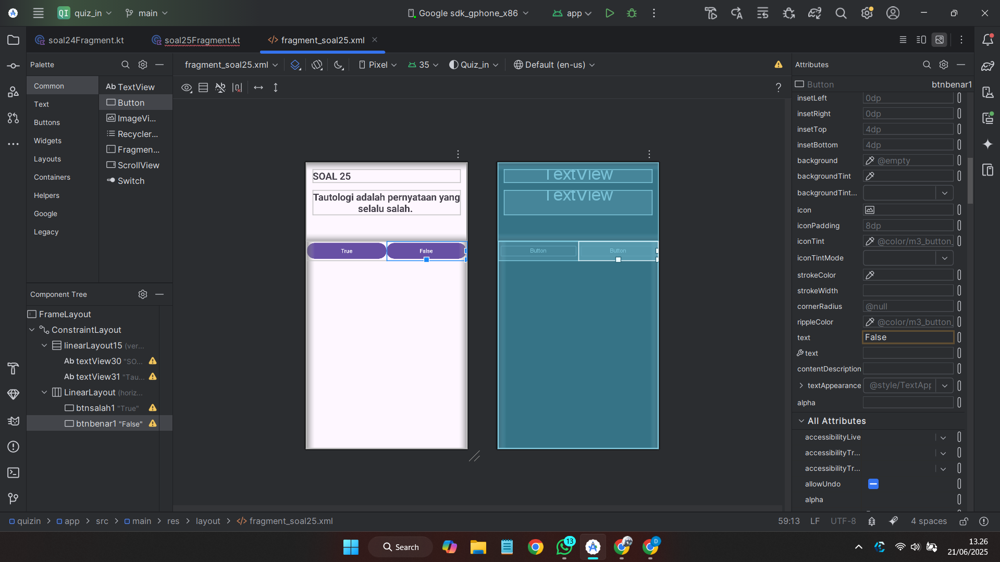 QI quiz_in main Google sdk_gphone_x86 app
soal24Fragment.kt soal25Fragment.kt fragment_soal25.xml
Palette
Common
Text
Buttons
Widgets
Layouts
Containers
Helpers
Google
Legacy
Ab TextView
Button
ImageVi...
Recycler...
Fragmen...
ScrollView
Switch
fragment_soal25.xml Pixel 35 Quiz_in Default (en-us)
?
SOAL 25
Tautologi adalah pernyataan yang
selalu salah.
True False
TextView
TextView
Button Button
Component Tree
FrameLayout
ConstraintLayout
linearLayout15 (ver...
Ab textView30 "SO...
Ab textView31 "Tau...
LinearLayout (horiz...
btnsalah1 "True"
btnbenar1 "False"
Attributes
Button btnbenar1
insetLeft 0dp
insetRight 0dp
insetTop 4dp
insetBottom 4dp
background @empty
backgroundTint
backgroundTint...
icon
iconPadding 8dp
iconTint @color/m3_button_
iconTintMode
strokeColor
strokeWidth
cornerRadius @null
rippleColor @color/m3_button_
text False
text
contentDescription
textAppearance @style/TextApp
alpha
All Attributes
accessibilityLive
accessibilityTr...
accessibilityTr...
allowUndo
alpha
quizin > app > src > main > res > layout > fragment_soal25.xml
59:13 LF UTF-8 4 spaces
Search
13
D
13.26
21/06/2025